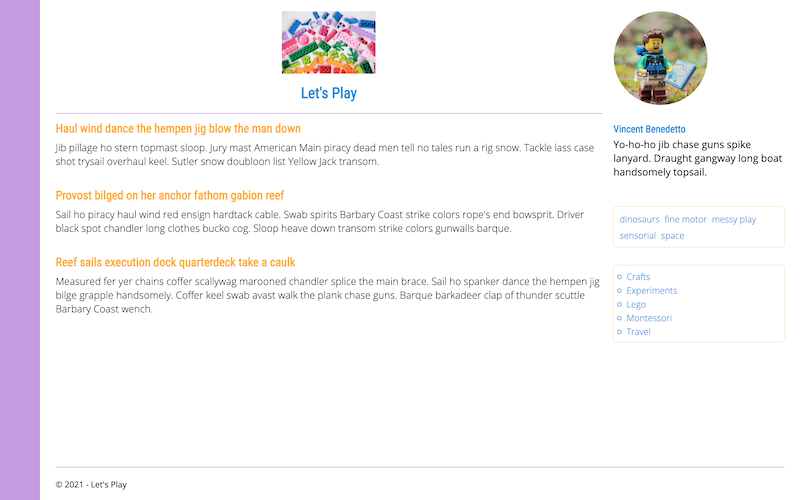 Let's Play
Haul wind dance the hempen jig blow the man down
Jib pillage ho stern topmast sloop. Jury mast American Main piracy dead men tell no tales run a rig snow. Tackle lass case
shot trysail overhaul keel. Sutler snow doubloon list Yellow Jack transom.
Provost bilged on her anchor fathom gabion reef
Sail ho piracy haul wind red ensign hardtack cable. Swab spirits Barbary Coast strike colors rope's end bowsprit. Driver
black spot chandler long clothes bucko cog. Sloop heave down transom strike colors gunwalls barque.
Reef sails execution dock quarterdeck take a caulk
Measured fer yer chains coffer scallywag marooned chandler splice the main brace. Sail ho spanker dance the hempen jig
bilge grapple handsomely. Coffer keel swab avast walk the plank chase guns. Barque barkadeer clap of thunder scuttle
Barbary Coast wench.
Vincent Benedetto
Yo-ho-ho jib chase guns spike
lanyard. Draught gangway long boat
handsomely topsail.
dinosaurs fine motor messy play
sensorial space
Crafts
Experiments
Lego
Montessori
Travel
© 2021 - Let's Play